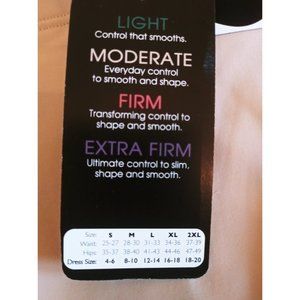 LIGHT
Control that smooths.
MODERATE
Everyday control
to smooth and shape.
FIRM
Transforming control to
shape and smooth.
EXTRA FIRM
Ultimate control to slim,
shape and smooth.
Size: S M L XL 2XL
Waist: 25-27 28-30 31-33 34-36 37-39
Hips: 35-37 38-40 41-43 44-46 47-49
Dress Size: 4-6 8-10 12-14 16-18 18-20